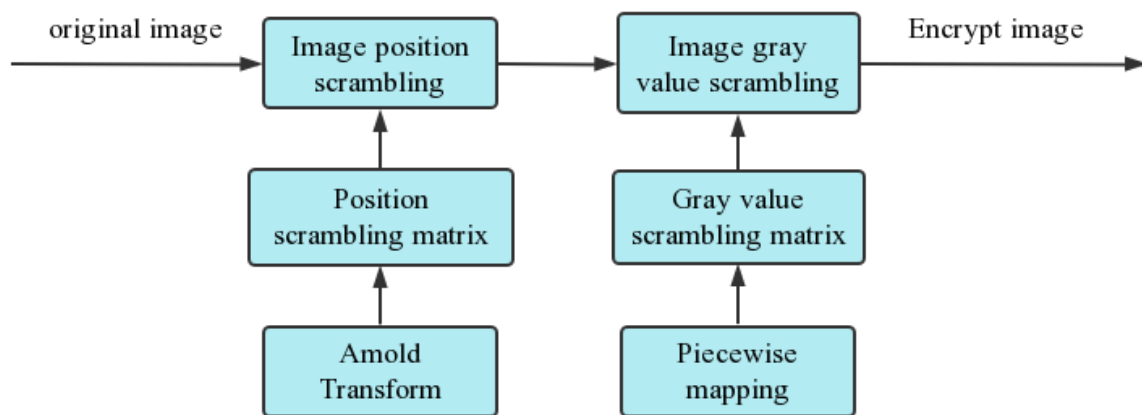 original image
Image position
scrambling
Image gray
value scrambling
Encrypt image
Position
scrambling matrix
Gray value
scrambling matrix
Amold
Transform
Piecewise
mapping